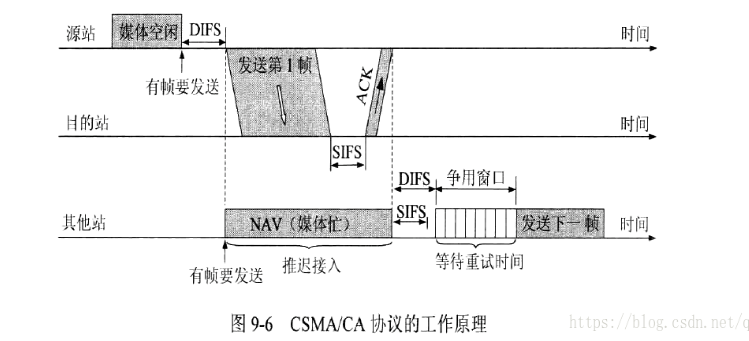 源站
媒体空闲
DIFS
时间
有帧要发送
发送第1帧
ACK
目的站
时间
SIFS
DIFS
争用窗口
其他站
NAV（媒体忙）
SIFS
发送下一帧
时间
有帧要发送
推迟接入
等待重试时间
图 9-6 CSMA/CA 协议的工作原理
https://blog.csdn.net/q